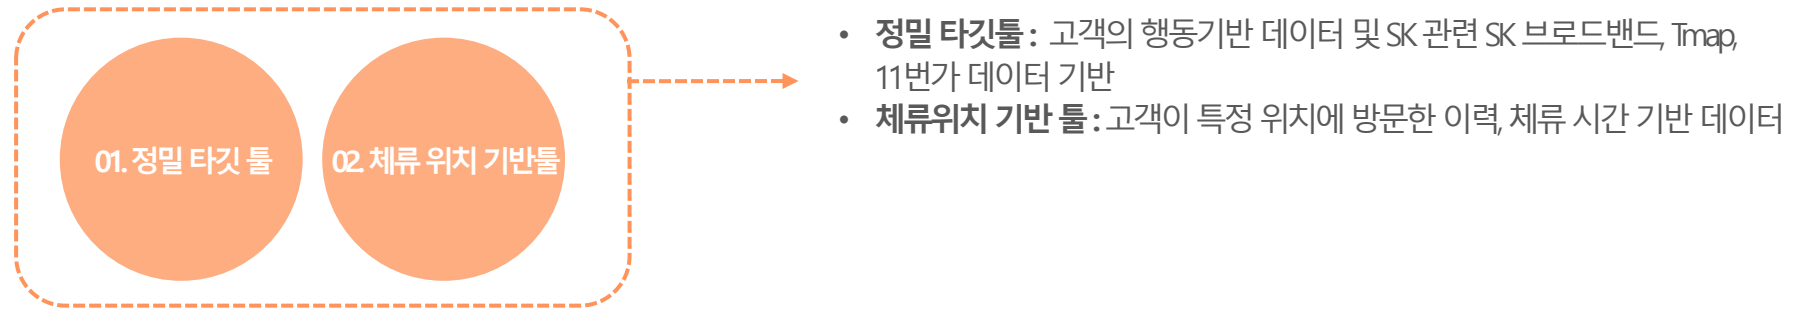 01. 정밀 타깃 툴
02. 체류 위치 기반툴
• 정밀 타깃툴 : 고객의 행동기반 데이터 및 SK 관련 SK 브로드밴드, Tmap,
11번가 데이터 기반
• 체류위치 기반 툴 : 고객이 특정 위치에 방문한 이력, 체류 시간 기반 데이터